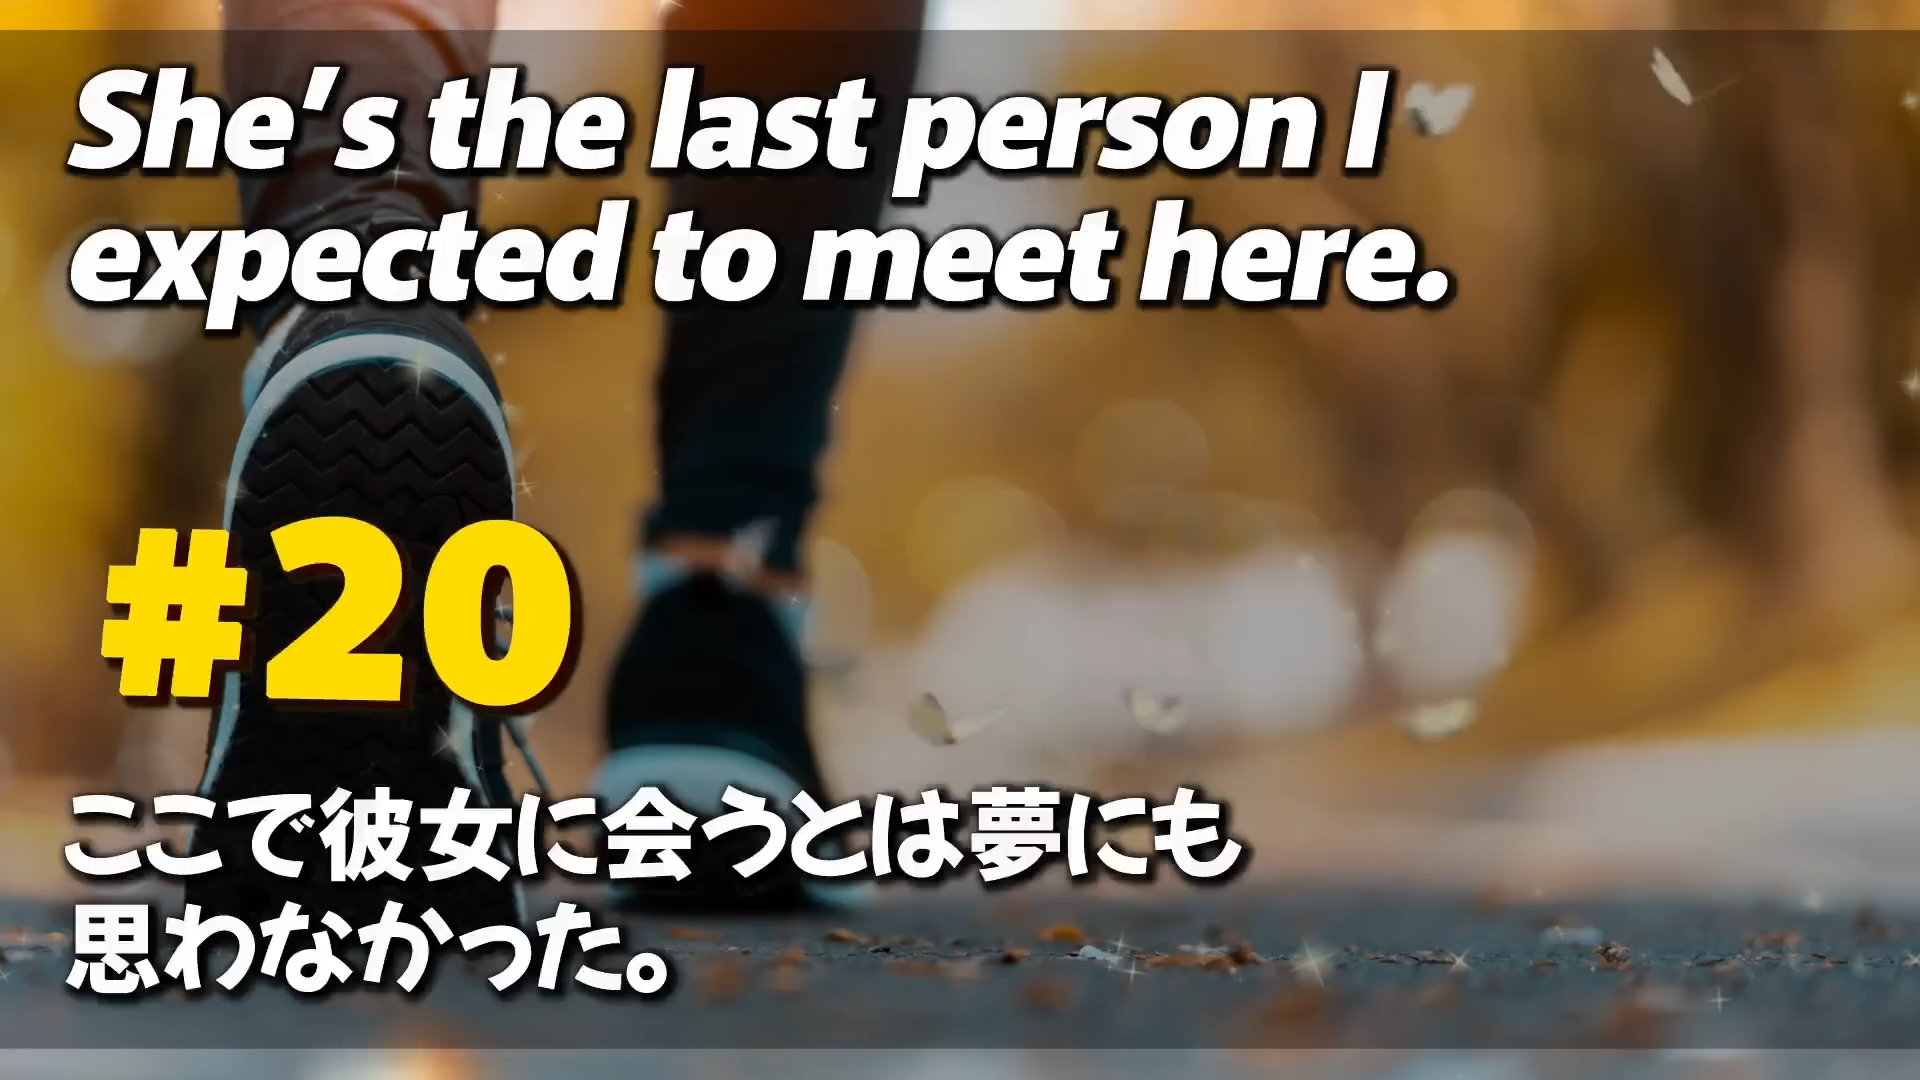 She’s the last person I
expected to meet here.
#20
ここで彼女に会うとは夢にも
思わなかった。